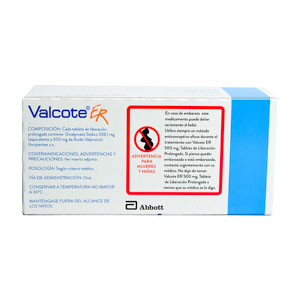 Valcote® ER
COMPOSICIÓN: Cada tableta de liberación
prolongada contiene: Divalproato Sódico 538,1 mg
(equivalente a 500 mg de Ácido Valproico).
Excipientes c.s.
CONTRAINDICACIONES, ADVERTENCIAS Y
PRECAUCIONES: Ver inserto adjunto.
POSOLOGÍA: Según criterio médico.
VÍA DE ADMINISTRACIÓN: Oral.
CONSERVAR A TEMPERATURA NO MAYOR
A 30°C.
MANTÉNGASE FUERA DEL ALCANCE DE
LOS NIÑOS.
ADVERTENCIA
PARA
MUJERES
Y NIÑAS
En caso de embarazo este
medicamento puede dañar
seriamente al bebé.
Utilice siempre un método
anticonceptivo eficaz durante el
tratamiento con Valcote ER
500 mg, Tableta de Liberación
Prolongada. Si piensa quedar
embarazada o está embarazada,
contacte urgentemente con su
médico. No deje de tomar
Valcote ER 500 mg, Tableta
de Liberación Prolongada a
menos que su médico se lo diga.
Abbott